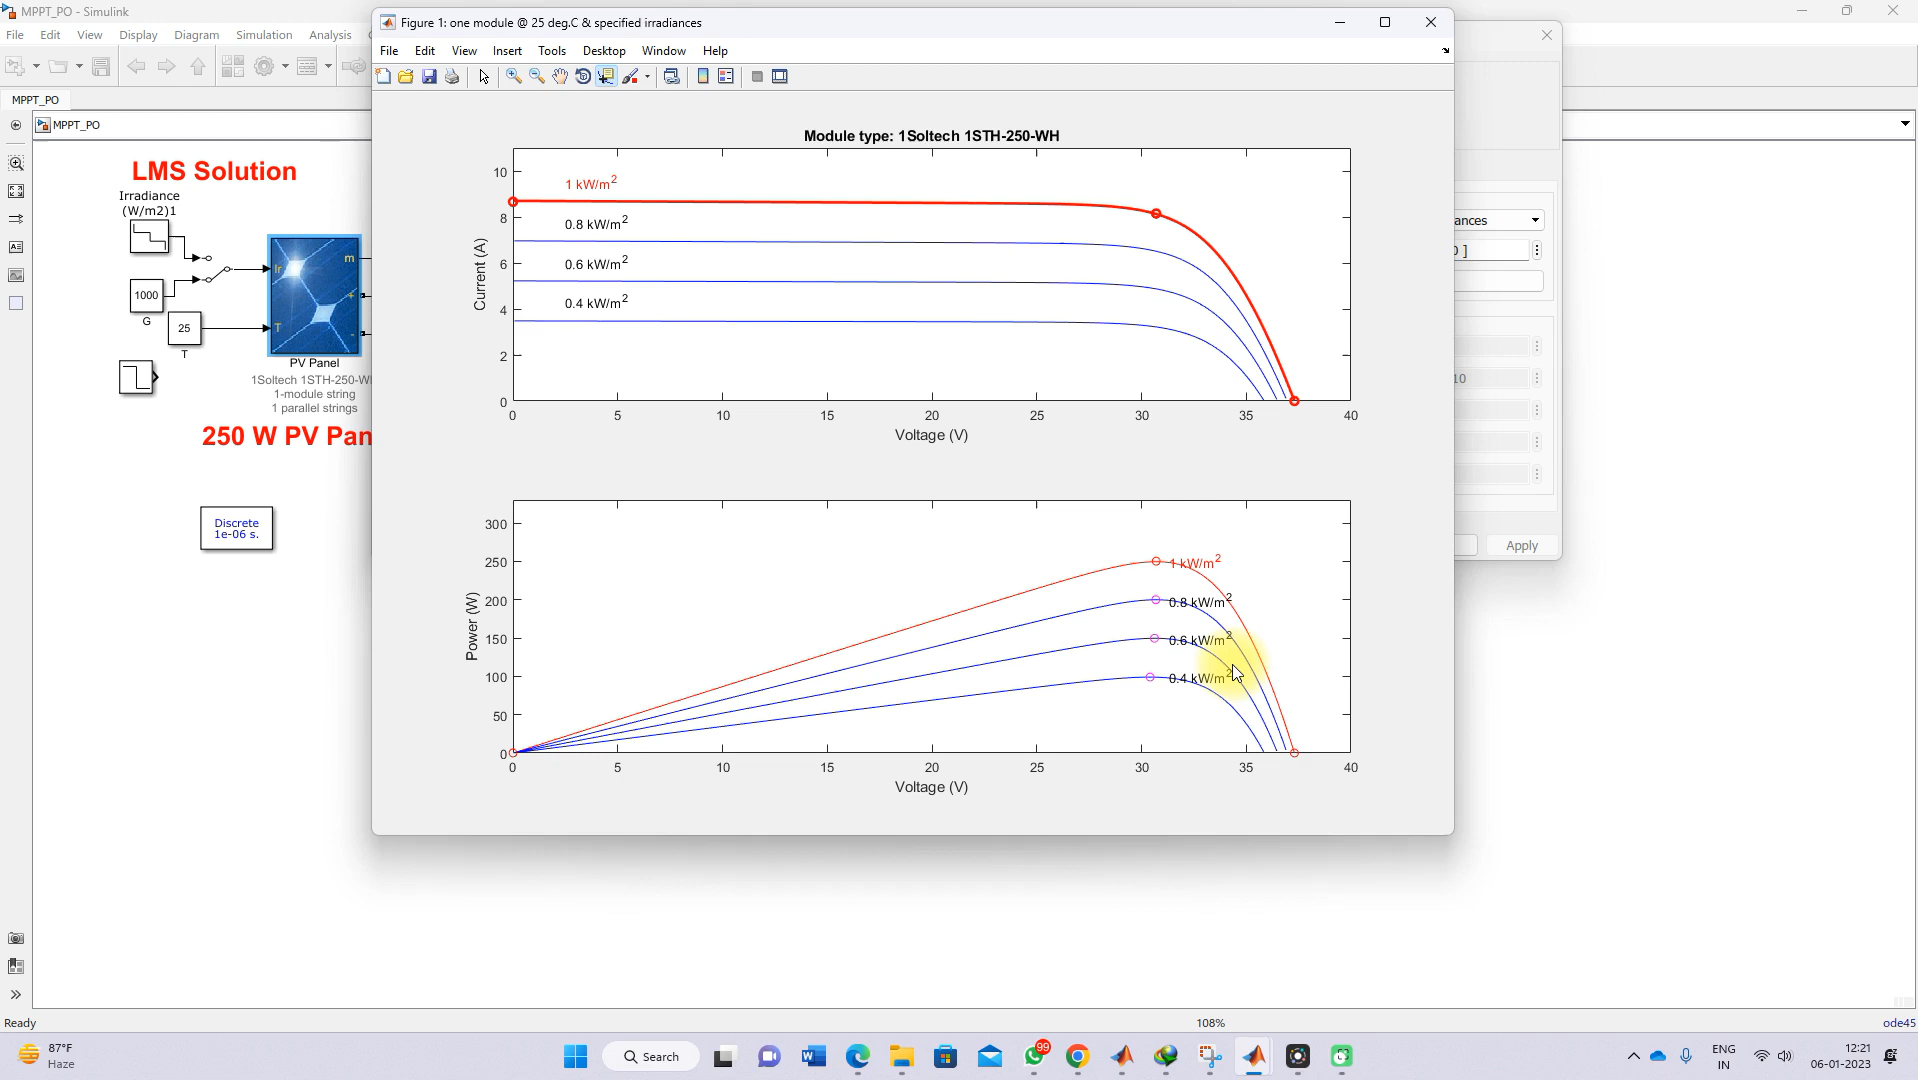 MPPT_PO - Simulink
File Edit View Display Diagram Simulation Analysis
MPPT_PO
MPPT_PO
LMS Solution
Irradiance
(W/m2)1
1000
G
25
T
Ir
T
m
+
-
PV Panel
1Soltech 1STH-250-WH
1-module string
1 parallel strings
250 W PV Pan
Discrete
1e-06 s.
Figure 1: one module @ 25 deg.C & specified irradiances
File Edit View Insert Tools Desktop Window Help
Module type: 1Soltech 1STH-250-WH
Current (A)
10
8
6
4
2
0
1 kW/m2
0.8 kW/m2
0.6 kW/m2
0.4 kW/m2
0 5 10 15 20 25 30 35 40
Voltage (V)
Power (W)
300
250
200
150
100
50
0
1 kW/m2
0.8 kW/m2
0.6 kW/m2
0.4 kW/m2
0 5 10 15 20 25 30 35 40
Voltage (V)
ances
0 ]
10
Apply
Ready
108%
ode45
87°F
Haze
Search
99
ENG
IN
12:21
06-01-2023